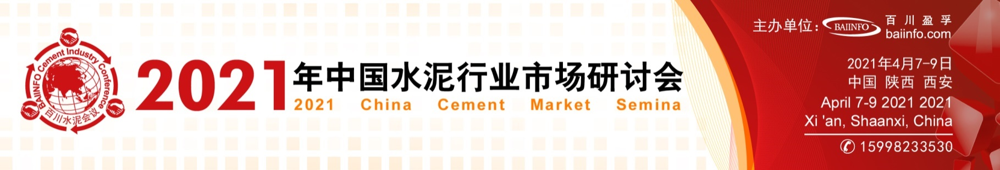 BAIINFO Cement Industry Conference
百川水泥会议
2021年中国水泥行业市场研讨会
2021 China Cement Market Semina
主办单位: BAIINFO 百川盈孚
baiinfo.com
2021年4月7-9日
中国 陕西 西安
April 7-9 2021 2021
Xi 'an, Shaanxi, China
15998233530